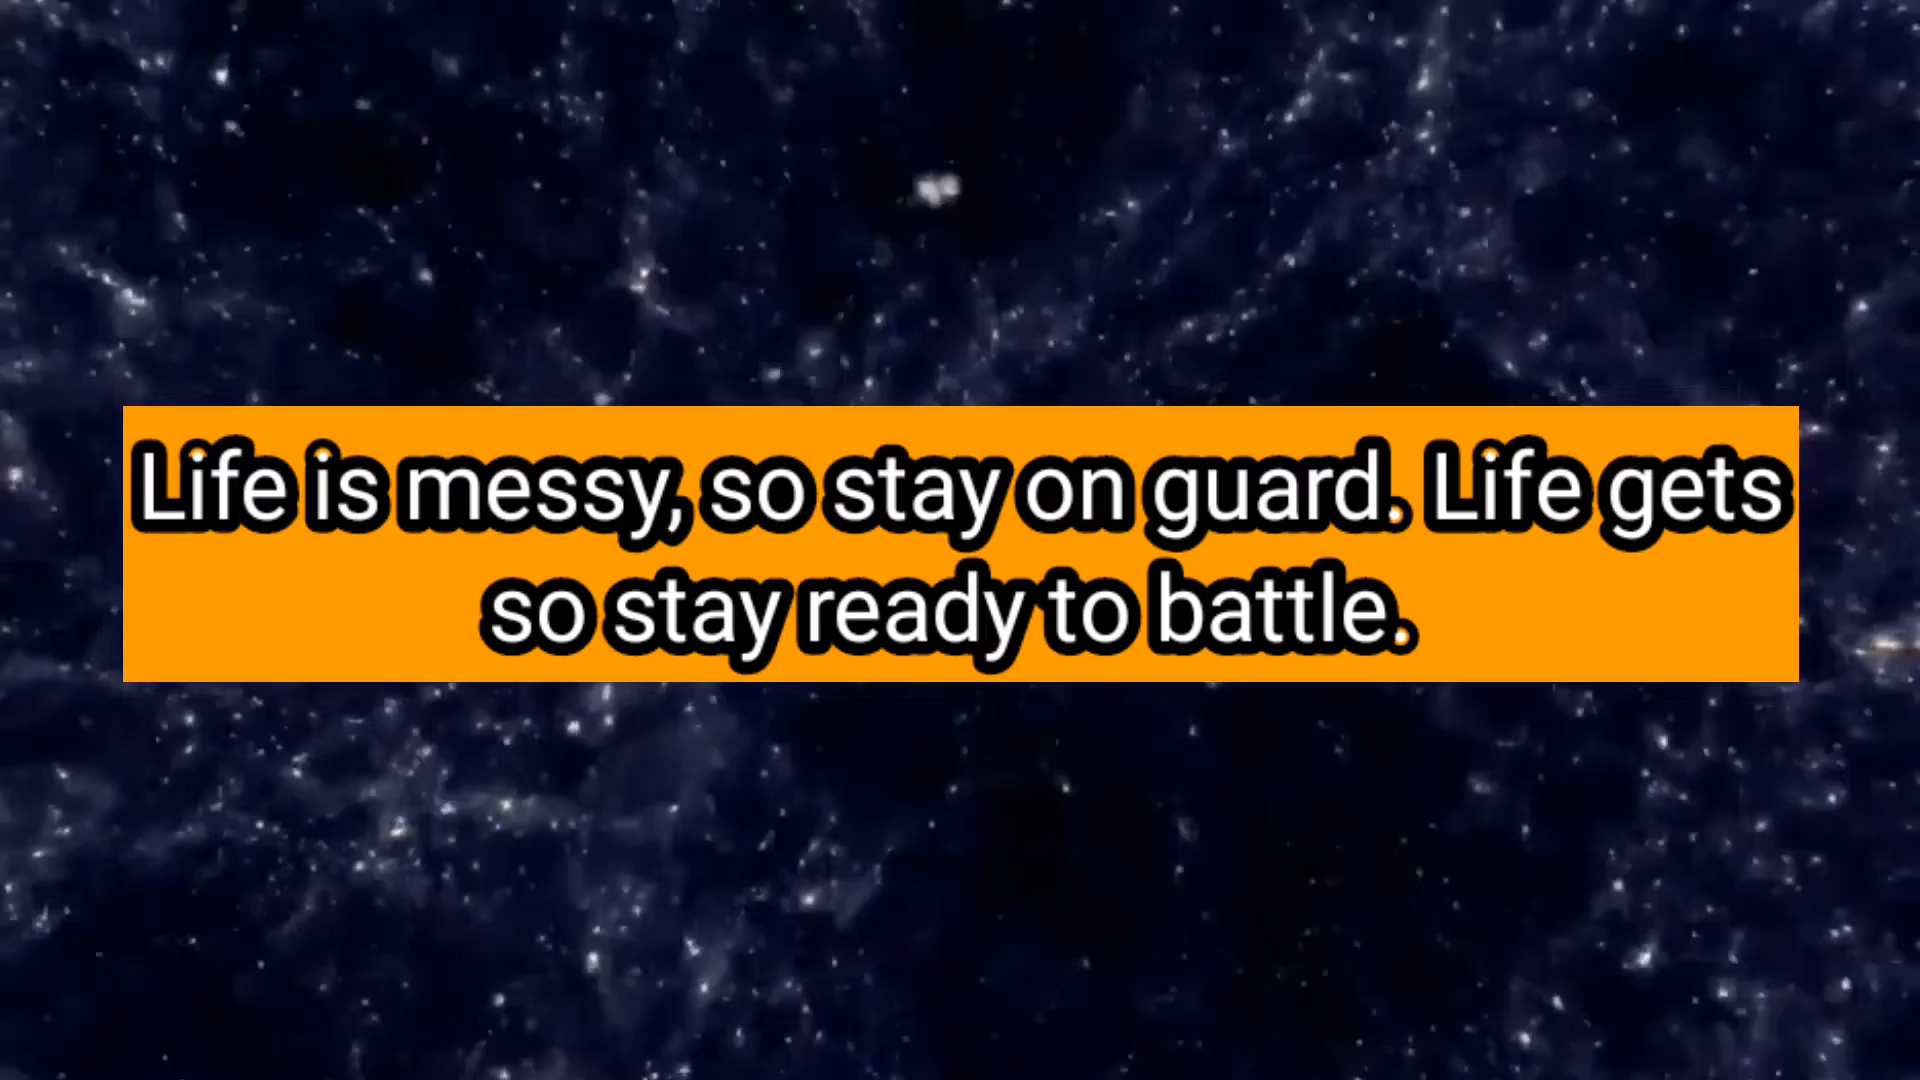 Life is messy, so stay on guard. Life gets
so stay ready to battle.